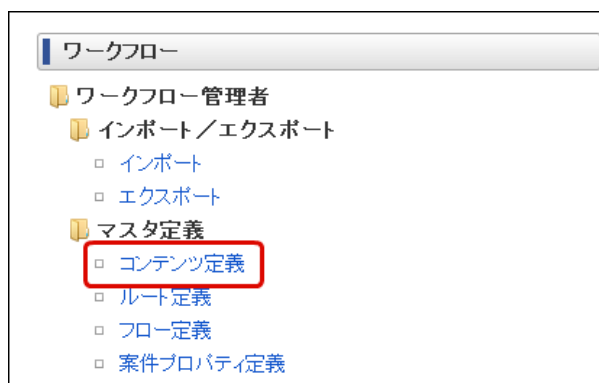 ワークフロー
ワークフロー管理者
インポート／エクスポート
インポート
エクスポート
マスタ定義
コンテンツ定義
ルート定義
フロー定義
案件プロパティ定義